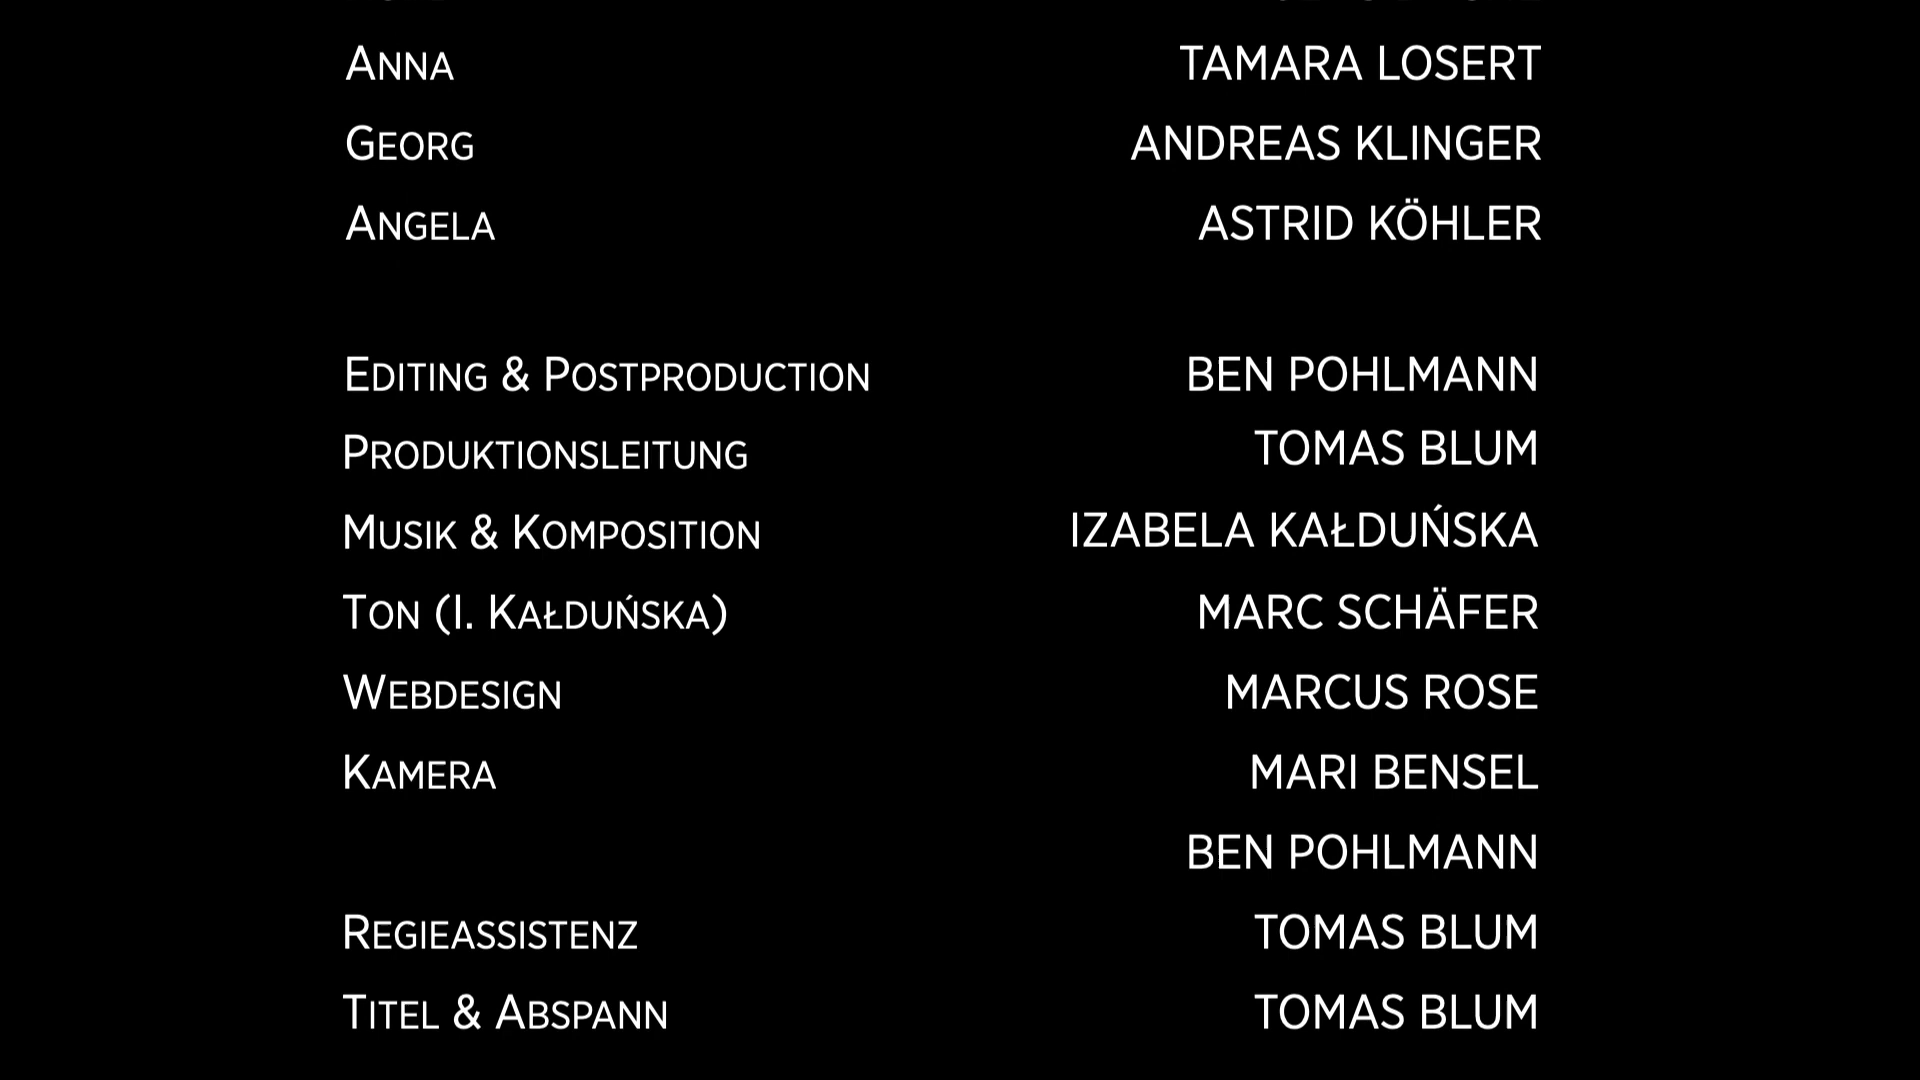 Anna TAMARA LOSERT
Georg ANDREAS KLINGER
Angela ASTRID KÖHLER
Editing & Postproduction BEN POHLMANN
Produktionsleitung TOMAS BLUM
Musik & Komposition IZABELA KAŁDUŃSKA
Ton (I. Kałduńska) MARC SCHÄFER
Webdesign MARCUS ROSE
Kamera MARI BENSEL
BEN POHLMANN
Regieassistenz TOMAS BLUM
Titel & Abspann TOMAS BLUM